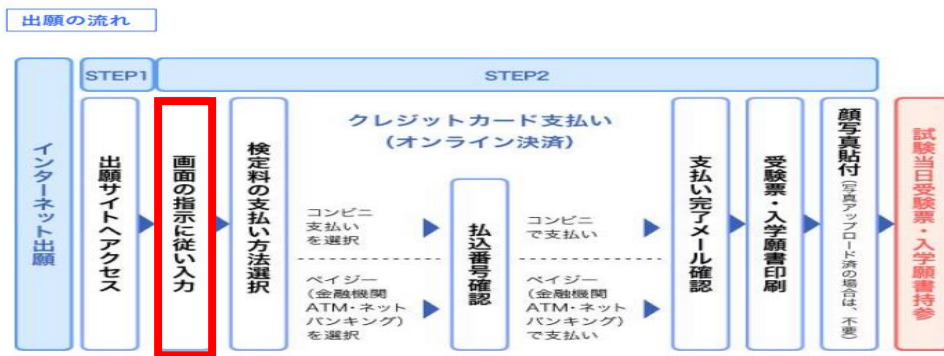 出願の流れ
インターネット出願
STEP1
出願サイトへアクセス
STEP2
画面の指示に従い入力
検定料の支払い方法選択
クレジットカード支払い
(オンライン決済)
コンビニ
支払い
を選択
ペイジー
(金融機関
ATM・ネット
バンキング)
を選択
払込番号確認
コンビニ
で支払い
ペイジー
(金融機関
ATM・ネット
バンキング)
で支払い
支払い完了メール確認
受験票・入学願書印刷
顔写真貼付(写真アップロード済の場合は、不要)
試験当日受験票・入学願書持参